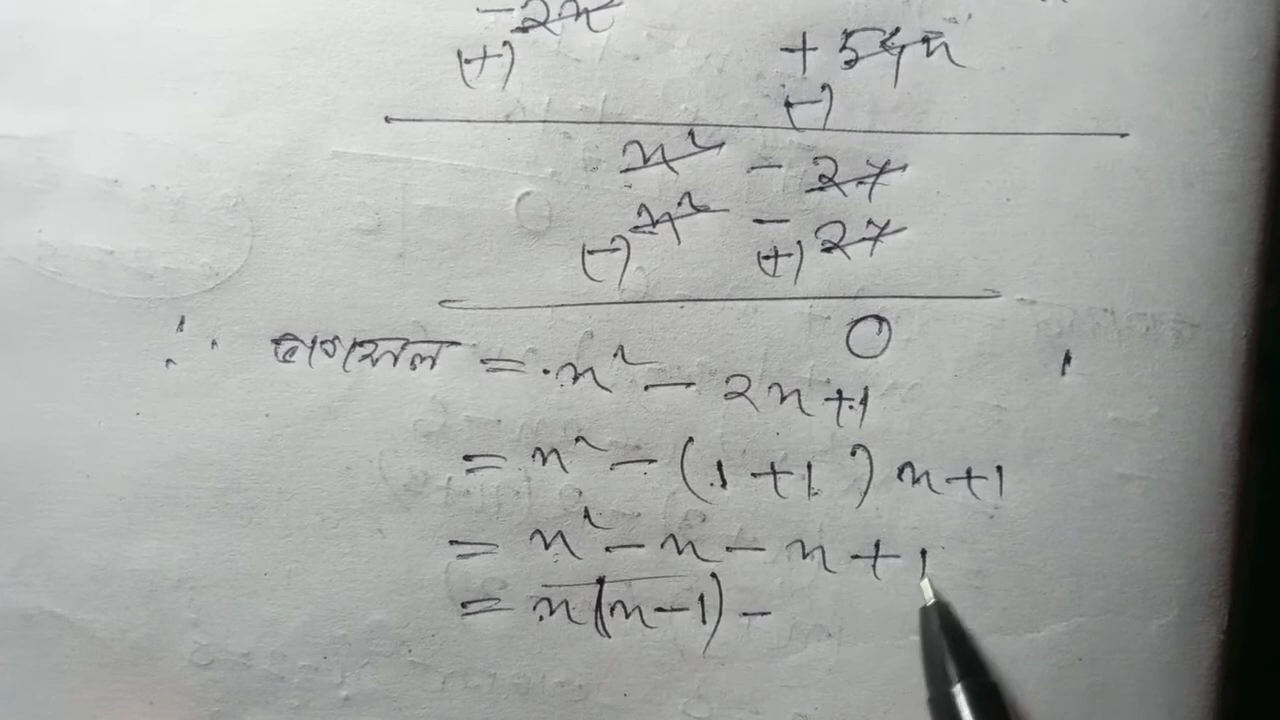 - 2x + 54x
(+) (-)
x² - 27
x² - 27
(-) (+)
0
∴ ভাগফল = x² - 2x + 1
= x² - (1 + 1) x + 1
= x² - x - x + 1
= x(x - 1) -